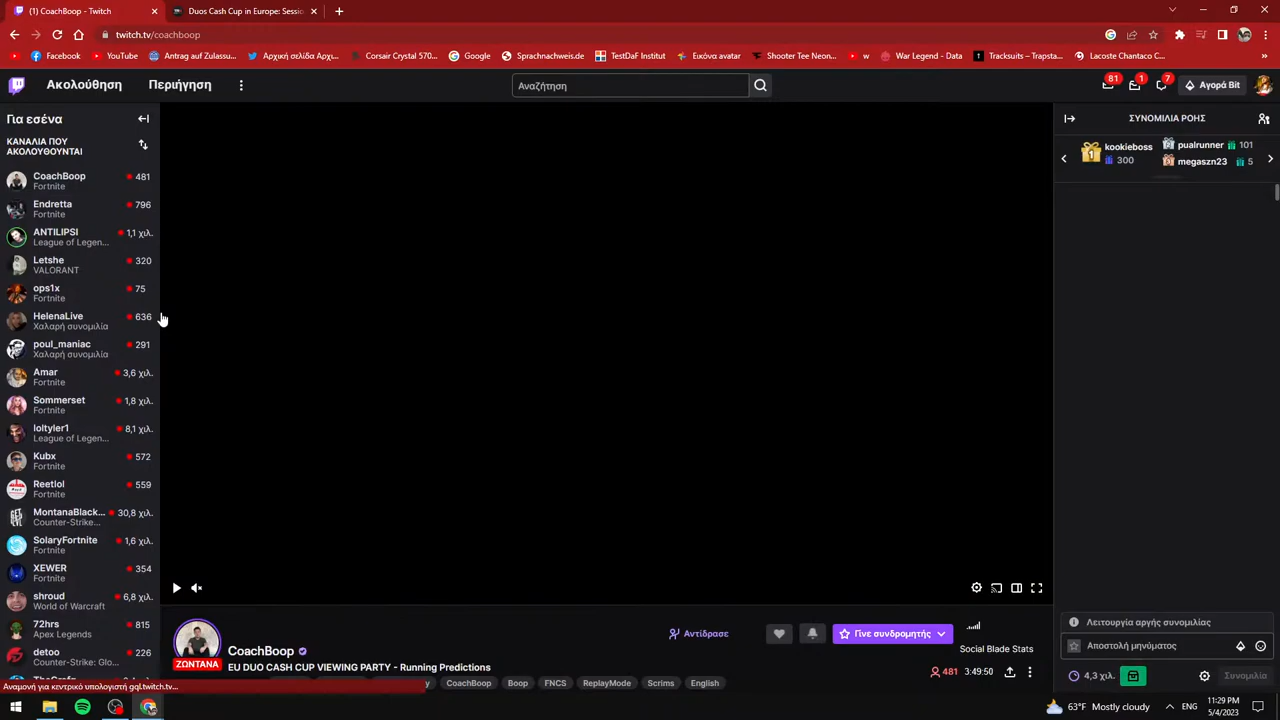 (1) CoachBoop - Twitch
Duos Cash Cup in Europe: Sessio
twitch.tv/coachboop
Facebook
YouTube
Antrag auf Zulassu...
Αρχική σελίδα Αρχι...
Corsair Crystal 570...
Google
Sprachnachweis.de
TestDaF Institut
Εικόνα avatar
Shooter Tee Neon...
w
War Legend - Data
Tracksuits – Trapsta...
Lacoste Chantaco C...
Ακολούθηση
Περιήγηση
Αναζήτηση
81
1
7
Αγορά Bit
Για εσένα
ΚΑΝΑΛΙΑ ΠΟΥ
ΑΚΟΛΟΥΘΟΥΝΤΑΙ
CoachBoop
481
Fortnite
Endretta
796
Fortnite
ANTILIPSI
1,1 χιλ.
League of Legen...
Letshe
320
VALORANT
ops1x
75
Fortnite
HelenaLive
636
Χαλαρή συνομιλία
poul_maniac
291
Χαλαρή συνομιλία
Amar
3,6 χιλ.
Fortnite
Sommerset
1,8 χιλ.
Fortnite
loltyler1
8,1 χιλ.
League of Legen...
Kubx
572
Fortnite
Reetlol
559
Fortnite
MontanaBlack...
30,8 χιλ.
Counter-Strike...
SolaryFortnite
1,6 χιλ.
Fortnite
XEWER
354
Fortnite
shroud
6,8 χιλ.
World of Warcraft
72hrs
815
Apex Legends
detoo
226
Counter-Strike: Glo...
Αναμονή για κεντρικό υπολογιστή gql.twitch.tv...
ΣΥΝΟΜΙΛΙΑ ΡΟΗΣ
kookieboss
300
pualrunner 101
megaszn23 5
ΖΩΝΤΑΝΑ
CoachBoop
EU DUO CASH CUP VIEWING PARTY - Running Predictions
CoachBoop
Boop
FNCS
ReplayMode
Scrims
English
Αντίδρασε
Γίνε συνδρομητής
Social Blade Stats
481
3:49:50
Λειτουργία αργής συνομιλίας
Αποστολή μηνύματος
4,3 χιλ.
Συνομιλία
63°F Mostly cloudy
ENG
11:29 PM
5/4/2023